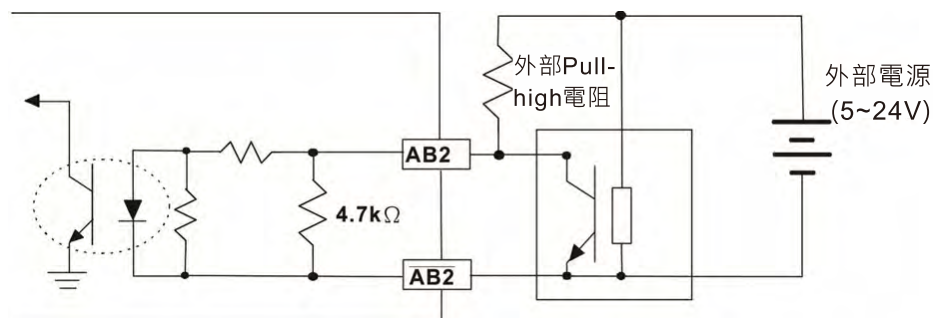 外部Pull-
high電阻
外部電源
(5~24V)
AB2
4.7kΩ
A̅B̅2̅